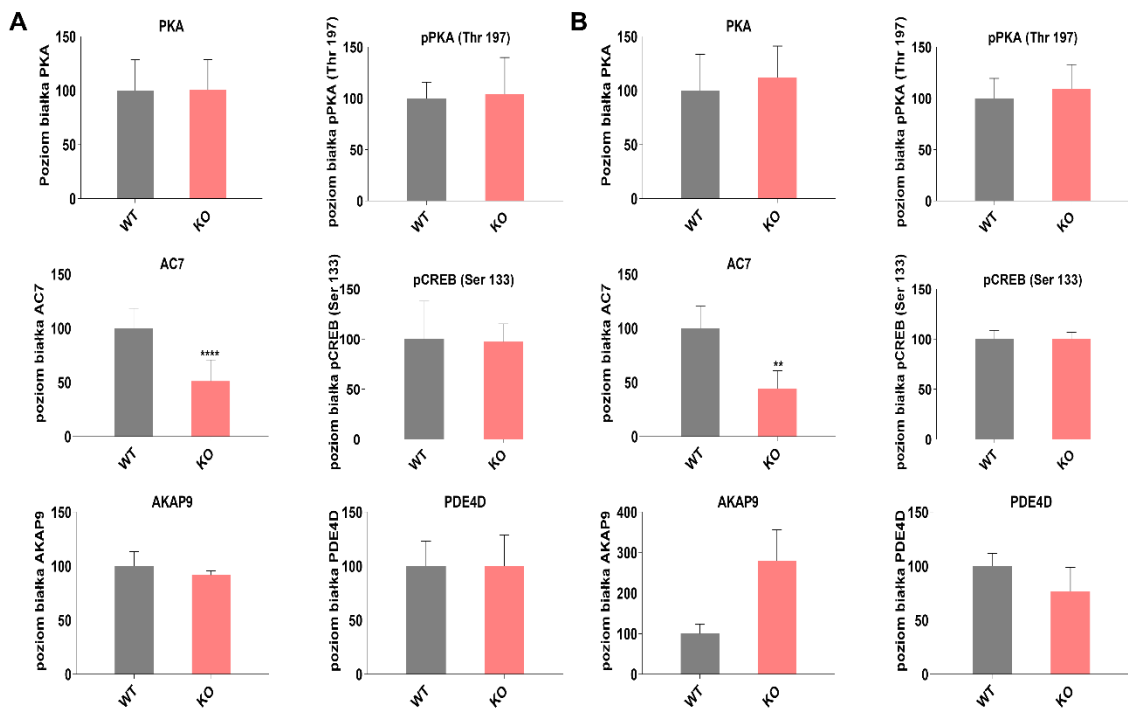 A
PKA
Poziom białka PKA
150
100
50
0
WT
KO
pPKA (Thr 197)
poziom białka pPKA (Thr 197)
150
100
50
0
WT
KO
B
PKA
Poziom białka PKA
150
100
50
0
WT
KO
pPKA (Thr 197)
poziom białka pPKA (Thr 197)
150
100
50
0
WT
KO
AC7
poziom białka AC7
150
100
50
0
****
WT
KO
pCREB (Ser 133)
poziom białka pCREB (Ser 133)
150
100
50
0
WT
KO
AC7
poziom białka AC7
150
100
50
0
**
WT
KO
pCREB (Ser 133)
poziom białka pCREB (Ser 133)
150
100
50
0
WT
KO
AKAP9
poziom białka AKAP9
150
100
50
0
WT
KO
PDE4D
poziom białka PDE4D
150
100
50
0
WT
KO
AKAP9
poziom białka AKAP9
400
300
200
100
0
WT
KO
PDE4D
poziom białka PDE4D
150
100
50
0
WT
KO